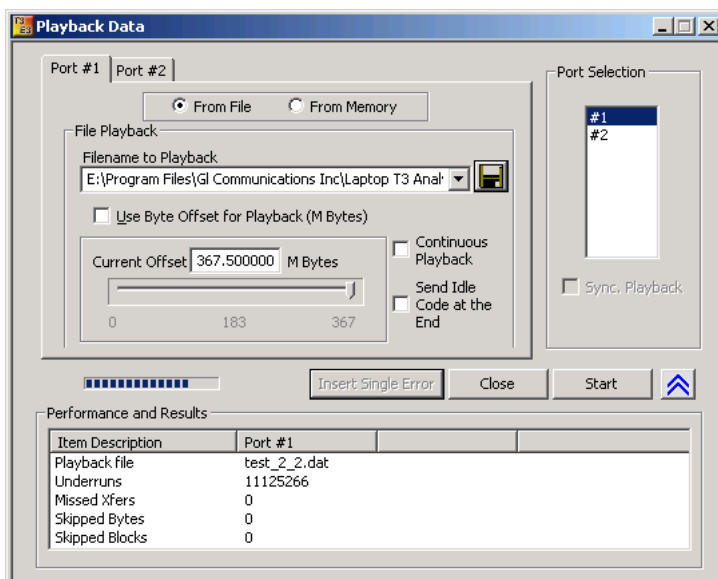 T3 E3 Playback Data
Port #1 Port #2
From File From Memory
File Playback
Filename to Playback
E:\Program Files\Gl Communications Inc\Laptop T3 Anal
Use Byte Offset for Playback (M Bytes)
Current Offset 367.500000 M Bytes
0 183 367
Continuous
Playback
Send Idle
Code at the
End
Port Selection
#1
#2
Sync. Playback
Insert Single Error Close Start
Performance and Results
Item Description Port #1
Playback file test_2_2.dat
Underruns 11125266
Missed Xfers 0
Skipped Bytes 0
Skipped Blocks 0